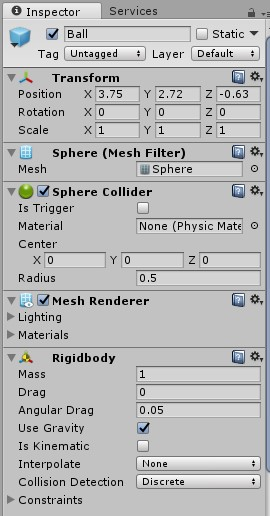 Inspector Services
Ball Static
Tag Untagged Layer Default
Transform
Position X 3.75 Y 2.72 Z -0.63
Rotation X 0 Y 0 Z 0
Scale X 1 Y 1 Z 1
Sphere (Mesh Filter)
Mesh Sphere
Sphere Collider
Is Trigger
Material None (Physic Mate
Center
X 0 Y 0 Z 0
Radius 0.5
Mesh Renderer
Lighting
Materials
Rigidbody
Mass 1
Drag 0
Angular Drag 0.05
Use Gravity
Is Kinematic
Interpolate None
Collision Detection Discrete
Constraints